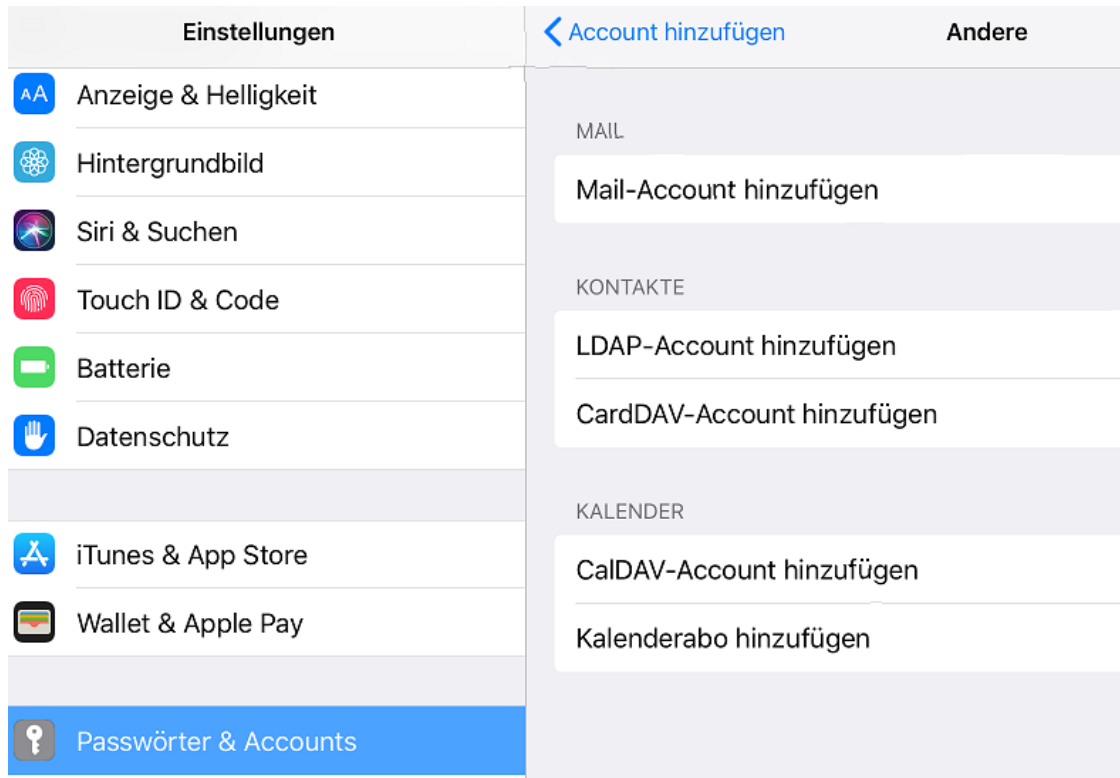 Einstellungen
AA Anzeige & Helligkeit
Hintergrundbild
Siri & Suchen
Touch ID & Code
Batterie
Datenschutz
iTunes & App Store
Wallet & Apple Pay
Passwörter & Accounts
Account hinzufügen
Andere
MAIL
Mail-Account hinzufügen
KONTAKTE
LDAP-Account hinzufügen
CardDAV-Account hinzufügen
KALENDER
CalDAV-Account hinzufügen
Kalenderabo hinzufügen